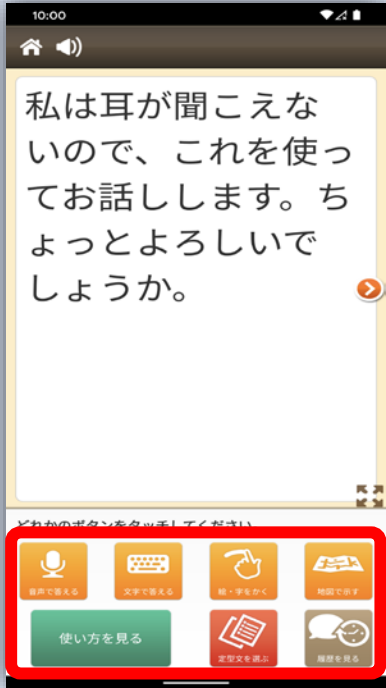 10:00
私は耳が聞こえな
いので、これを使っ
てお話しします。ち
ょっとよろしいで
しょうか。
どれかのボタンをタッチしてください
音声で答える
文字で答える
絵・字をかく
地図で示す
使い方を見る
定型文を選ぶ
履歴を見る